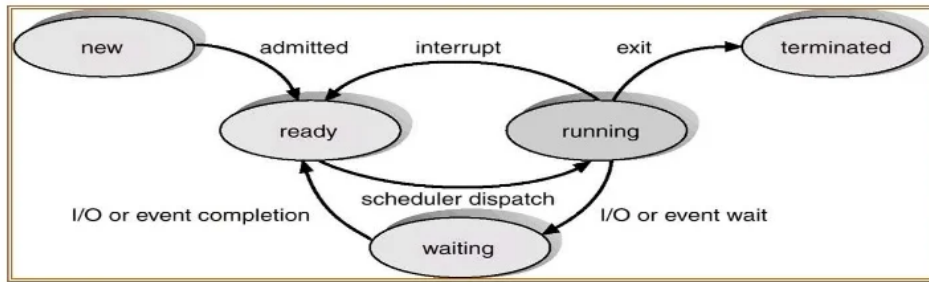 new
admitted
interrupt
exit
terminated
ready
running
scheduler dispatch
I/O or event completion
I/O or event wait
waiting